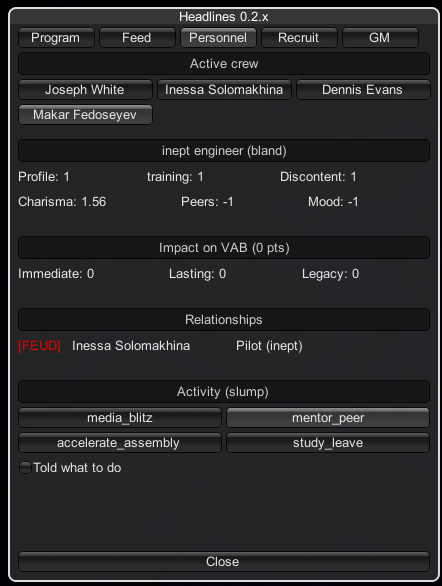 Headlines 0.2.x
Program Feed Personnel Recruit GM
Active crew
Joseph White Inessa Solomakhina Dennis Evans
Makar Fedoseyev
inept engineer (bland)
Profile: 1 training: 1 Discontent: 1
Charisma: 1.56 Peers: -1 Mood: -1
Impact on VAB (0 pts)
Immediate: 0 Lasting: 0 Legacy: 0
Relationships
[FEUD] Inessa Solomakhina Pilot (inept)
Activity (slump)
media_blitz mentor_peer
accelerate_assembly study_leave
Told what to do
Close